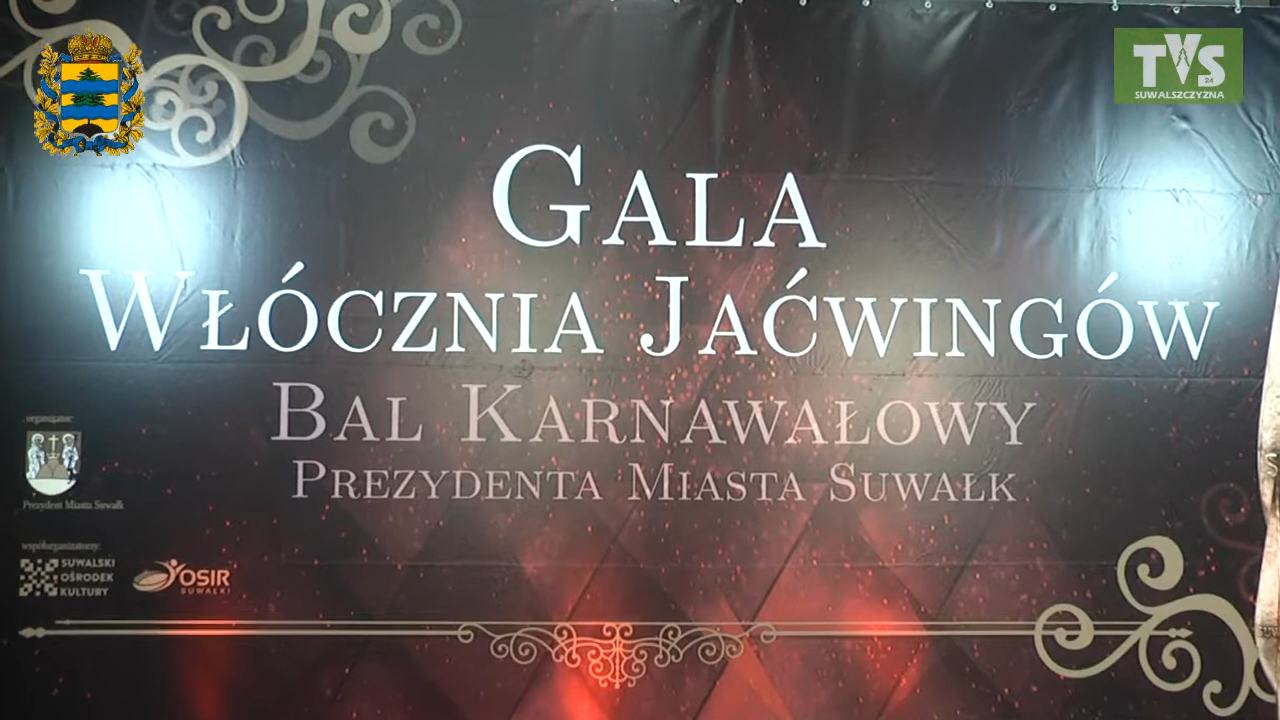 TVS
24
SUWALSZCZYZNA
GALA
WŁÓCZNIA JAĆWINGÓW
BAL KARNAWAŁOWY
PREZYDENTA MIASTA SUWAŁK
organizator:
Prezydent Miasta Suwałk
współorganizatorzy:
SUWALSKI
OŚRODEK
KULTURY
OSIR
SUWAŁKI